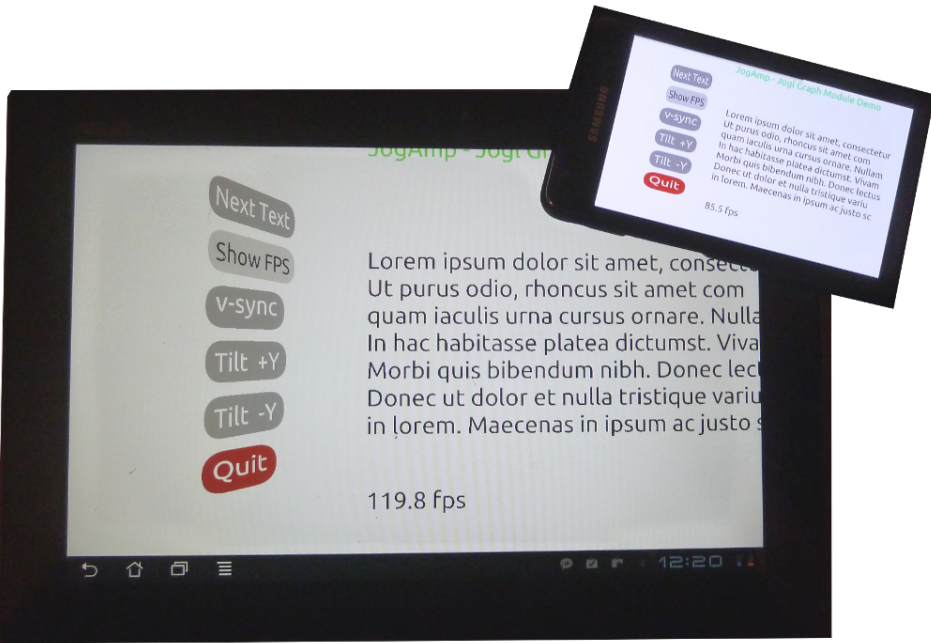 JogAmp - Jogl Gr
Next Text
Show FPS
v-sync
Tilt +Y
Tilt -Y
Quit
Lorem ipsum dolor sit amet, consecte
Ut purus odio, rhoncus sit amet com
quam iaculis urna cursus ornare. Nulla
In hac habitasse platea dictumst. Viva
Morbi quis bibendum nibh. Donec lect
Donec ut dolor et nulla tristique variu
in lorem. Maecenas in ipsum ac justo s
119.8 fps
12:20
SAMSUNG
JogAmp - Jogl Graph Module Demo
Next Text
Show FPS
v-sync
Tilt +Y
Tilt -Y
Quit
Lorem ipsum dolor sit amet, consectetur
Ut purus odio, rhoncus sit amet com
quam iaculis urna cursus ornare. Nullam
In hac habitasse platea dictumst. Vivam
Morbi quis bibendum nibh. Donec lectus
Donec ut dolor et nulla tristique variu
in lorem. Maecenas in ipsum ac justo sc
85.5 fps